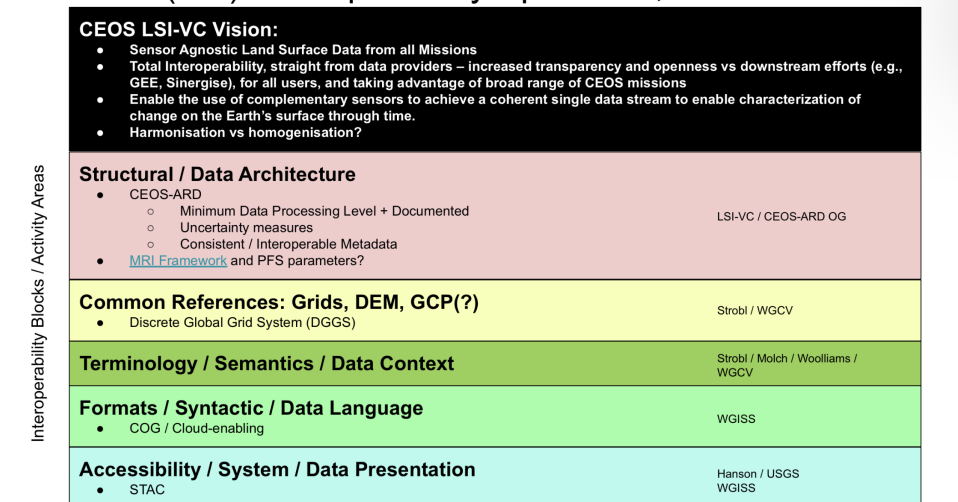 CEOS LSI-VC Vision:
● Sensor Agnostic Land Surface Data from all Missions
● Total Interoperability, straight from data providers – increased transparency and openness vs downstream efforts (e.g.,
GEE, Sinergise), for all users, and taking advantage of broad range of CEOS missions
● Enable the use of complementary sensors to achieve a coherent single data stream to enable characterization of
change on the Earth's surface through time.
● Harmonisation vs homogenisation?
Interoperability Blocks / Activity Areas
Structural / Data Architecture
● CEOS-ARD
○ Minimum Data Processing Level + Documented
○ Uncertainty measures
○ Consistent / Interoperable Metadata
● MRI Framework and PFS parameters?
LSI-VC / CEOS-ARD OG
Common References: Grids, DEM, GCP(?)
● Discrete Global Grid System (DGGS)
Strobl / WGCV
Terminology / Semantics / Data Context
Strobl / Molch / Woolliams /
WGCV
Formats / Syntactic / Data Language
● COG / Cloud-enabling
WGISS
Accessibility / System / Data Presentation
● STAC
Hanson / USGS
WGISS